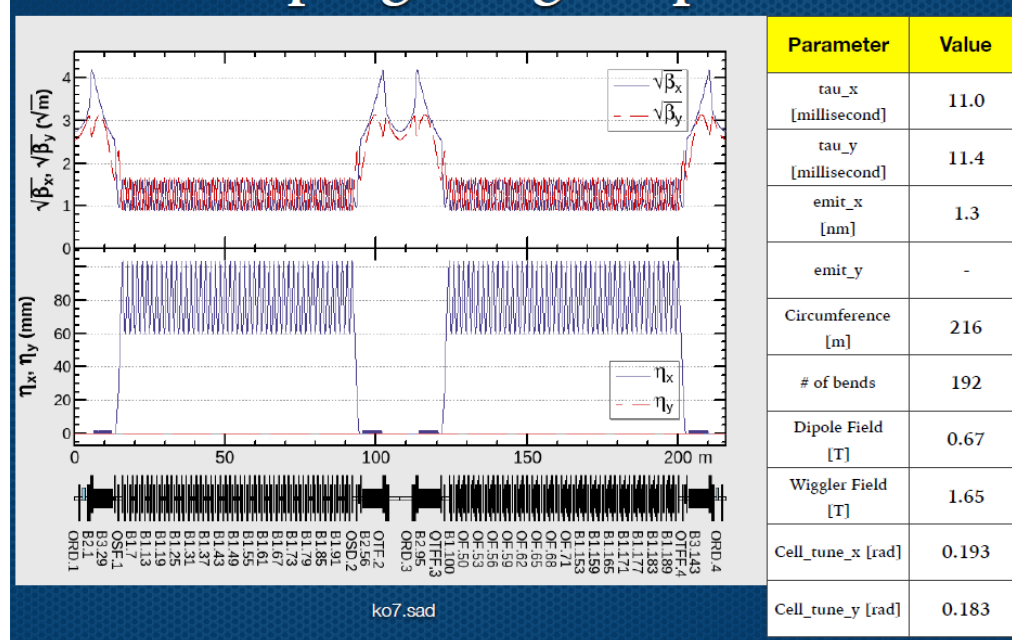 √βx, √βy (√m)
4
3
2
1
0
√βx
√βy
ηx, ηy (mm)
80
60
40
20
0
ηx
ηy
0 50 100 150 200 m
ORD.1
B2.1
B3.29
OSF.1
B1.7
B1.13
B1.19
B1.25
B1.31
B1.37
B1.43
B1.49
B1.55
B1.61
B1.67
B1.73
B1.79
B1.85
B1.91
OSD.2
B2.56
OTF.2
ORD.3
B2.95
OTFF.3
B1.100
OF.50
OF.53
OF.56
OF.59
OF.62
OF.65
OF.68
OF.71
B1.153
B1.159
B1.165
B1.171
B1.177
B1.183
B1.189
OTFF.4
B3.143
ORD.4
ko7.sad
Parameter Value
tau_x
[millisecond] 11.0
tau_y
[millisecond] 11.4
emit_x
[nm] 1.3
emit_y -
Circumference
[m] 216
# of bends 192
Dipole Field
[T] 0.67
Wiggler Field
[T] 1.65
Cell_tune_x [rad] 0.193
Cell_tune_y [rad] 0.183